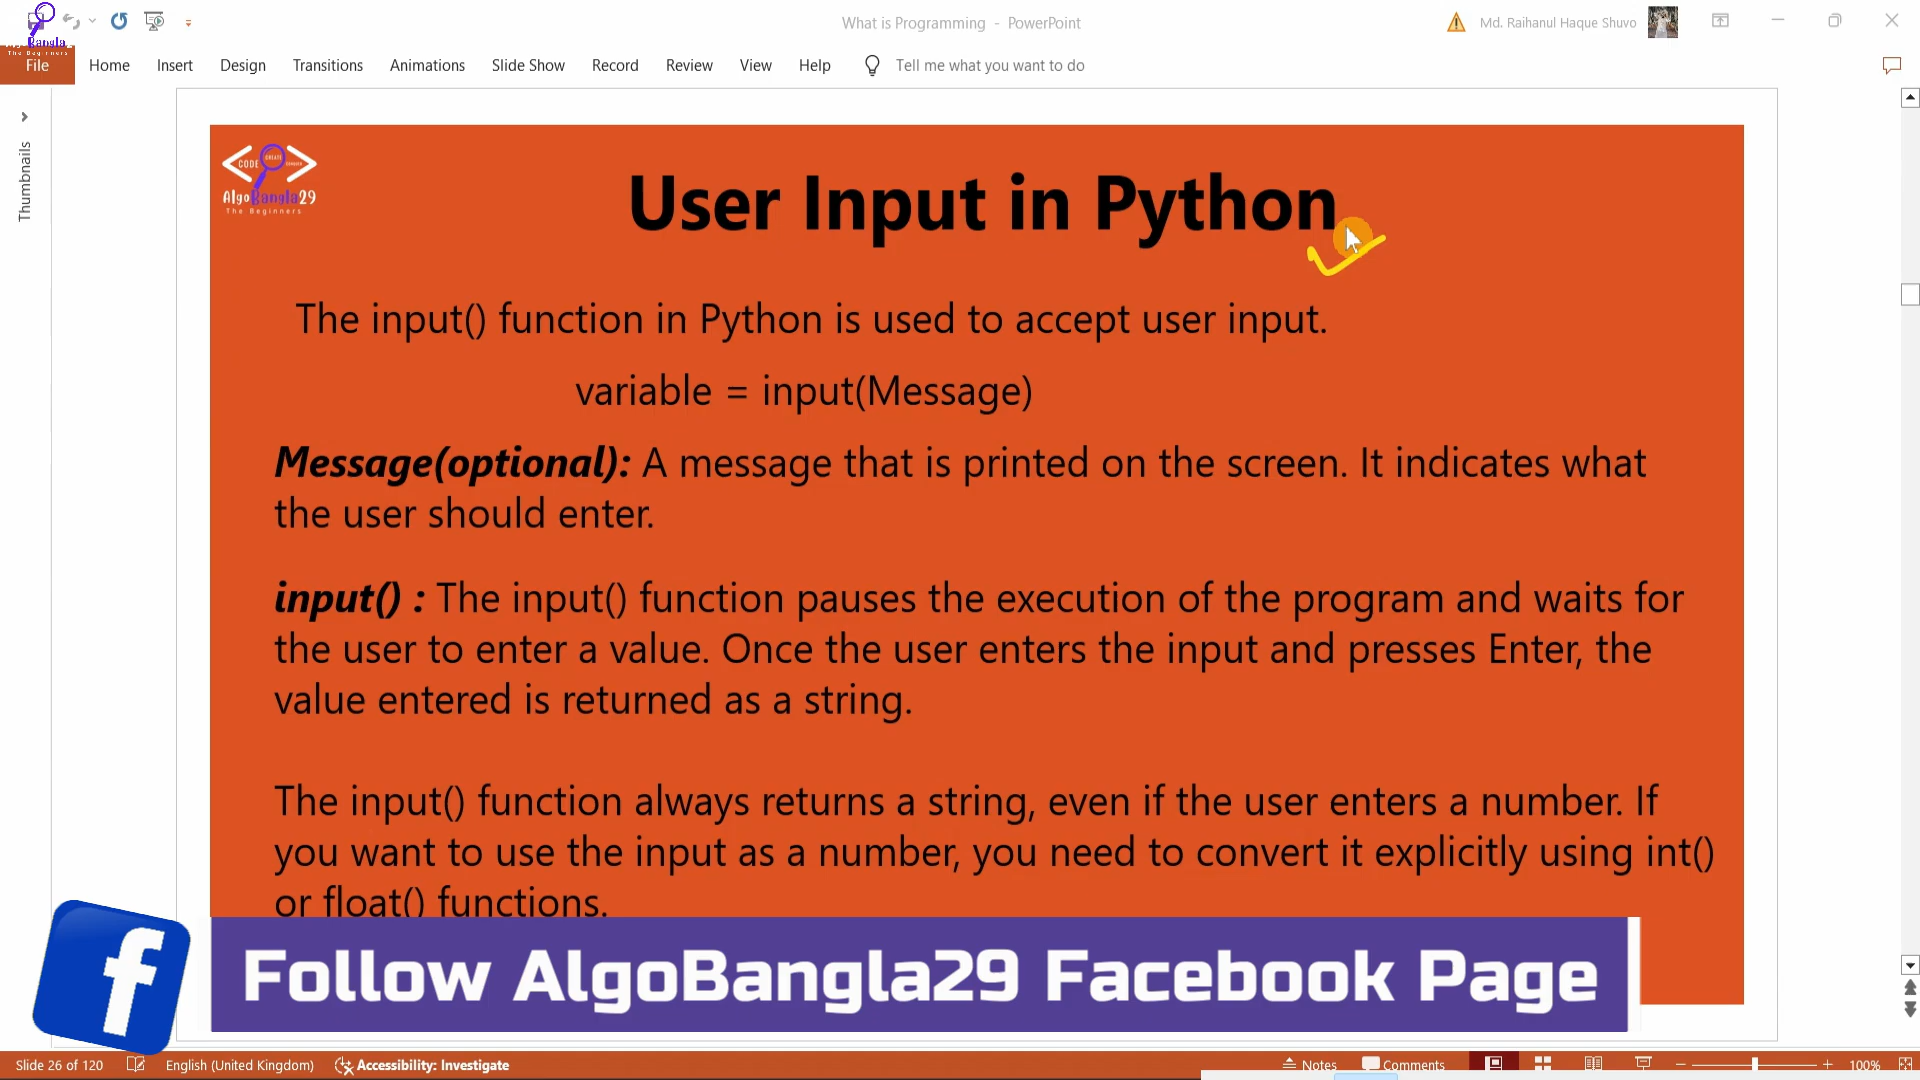 Bangla
The Beginners
What is Programming - PowerPoint
Md. Raihanul Haque Shuvo
File Home Insert Design Transitions Animations Slide Show Record Review View Help Tell me what you want to do
Thumbnails
CODE CREATE
AlgoBangla29
The Beginners
User Input in Python
The input() function in Python is used to accept user input.
variable = input(Message)
Message(optional): A message that is printed on the screen. It indicates what
the user should enter.
input() : The input() function pauses the execution of the program and waits for
the user to enter a value. Once the user enters the input and presses Enter, the
value entered is returned as a string.
The input() function always returns a string, even if the user enters a number. If
you want to use the input as a number, you need to convert it explicitly using int()
or float() functions.
f
Follow AlgoBangla29 Facebook Page
Slide 26 of 120 English (United Kingdom) Accessibility: Investigate Notes Comments 100%